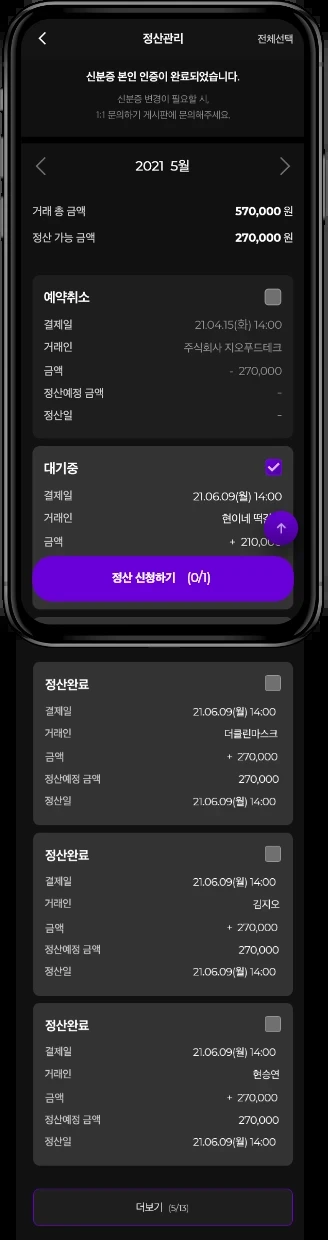 정산관리 전체선택
신분증 본인 인증이 완료되었습니다.
신분증 변경이 필요할 시,
1:1 문의하기 게시판에 문의해주세요.
2021 5월
거래 총 금액 570,000 원
정산 가능 금액 270,000 원
예약취소
결제일 21.04.15(화) 14:00
거래인 주식회사 지오푸드테크
금액 - 270,000
정산예정 금액 -
정산일 -
대기중
결제일 21.06.09(월) 14:00
거래인 현이네
금액 + 210,00
정산 신청하기 (0/1)
정산완료
결제일 21.06.09(월) 14:00
거래인 더클린마스크
금액 + 270,000
정산예정 금액 270,000
정산일 21.06.09(월) 14:00
정산완료
결제일 21.06.09(월) 14:00
거래인 김지오
금액 + 270,000
정산예정 금액 270,000
정산일 21.06.09(월) 14:00
정산완료
결제일 21.06.09(월) 14:00
거래인 현승연
금액 + 270,000
정산예정 금액 270,000
정산일 21.06.09(월) 14:00
더보기 (5/13)